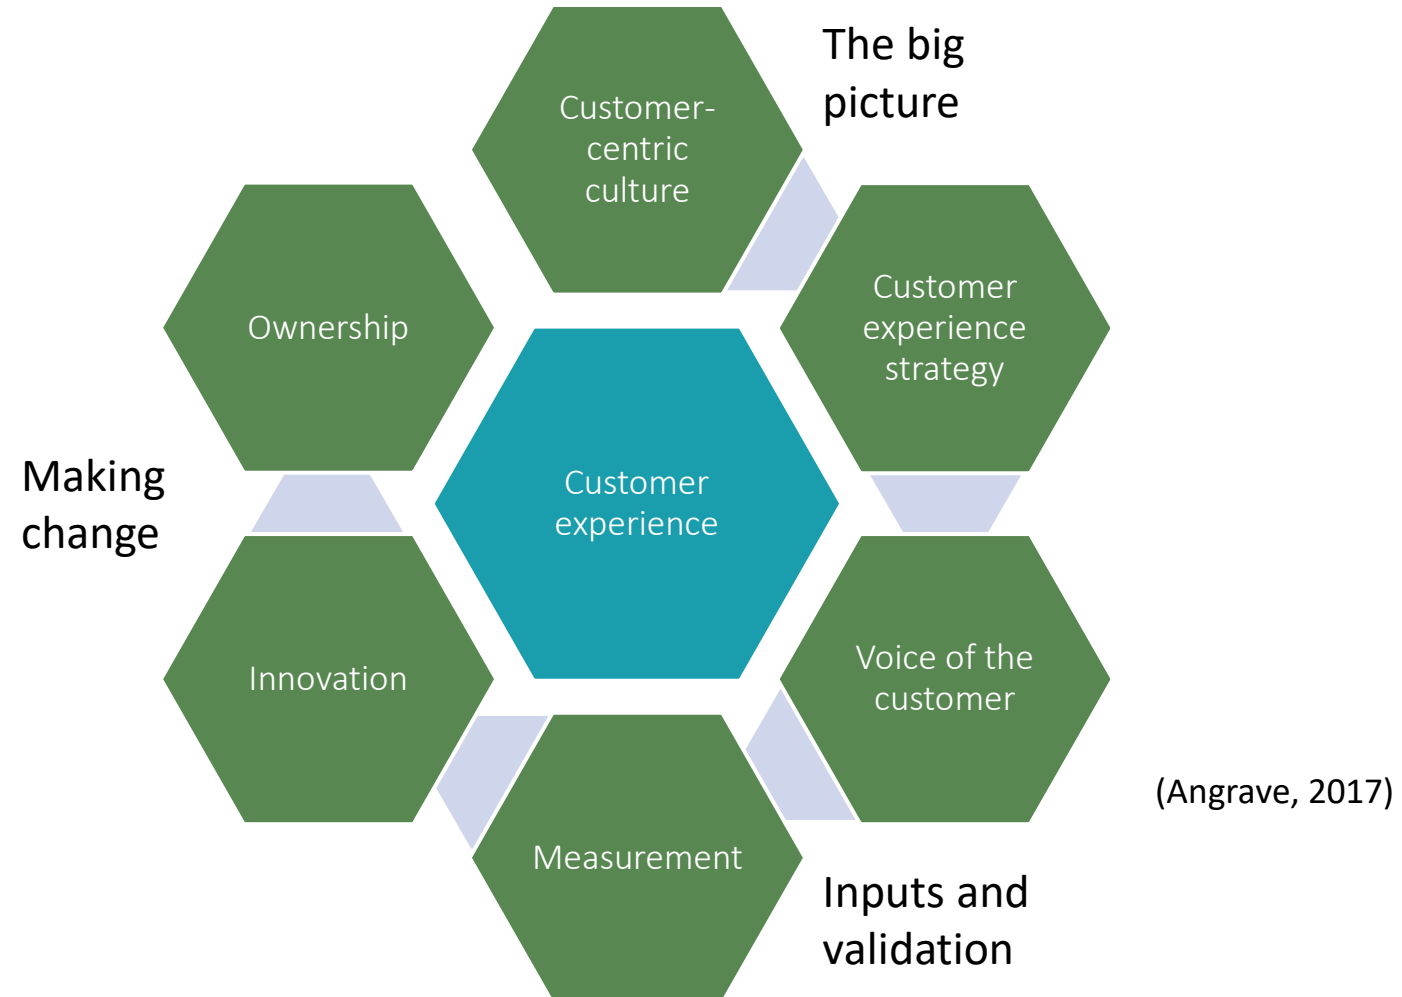 The big
picture
Customer-
centric
culture
Customer
experience
strategy
Ownership
Making
change
Customer
experience
Innovation
Voice of the
customer
(Angrave, 2017)
Measurement
Inputs and
validation